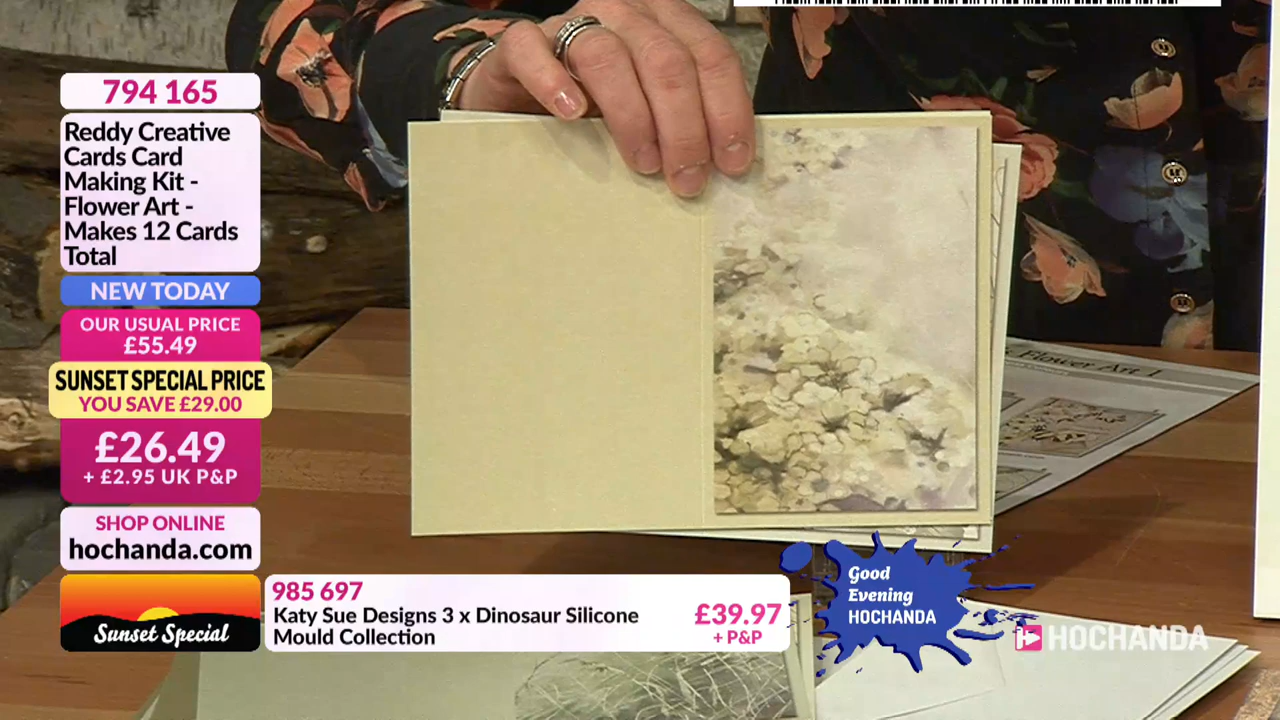 794 165
Reddy Creative
Cards Card
Making Kit -
Flower Art -
Makes 12 Cards
Total
NEW TODAY
OUR USUAL PRICE
£55.49
SUNSET SPECIAL PRICE
YOU SAVE £29.00
£26.49
+ £2.95 UK P&P
SHOP ONLINE
hochanda.com
Sunset Special
985 697
Katy Sue Designs 3 x Dinosaur Silicone
Mould Collection
£39.97
+ P&P
Good
Evening
HOCHANDA
HOCHANDA
Flower Art 1